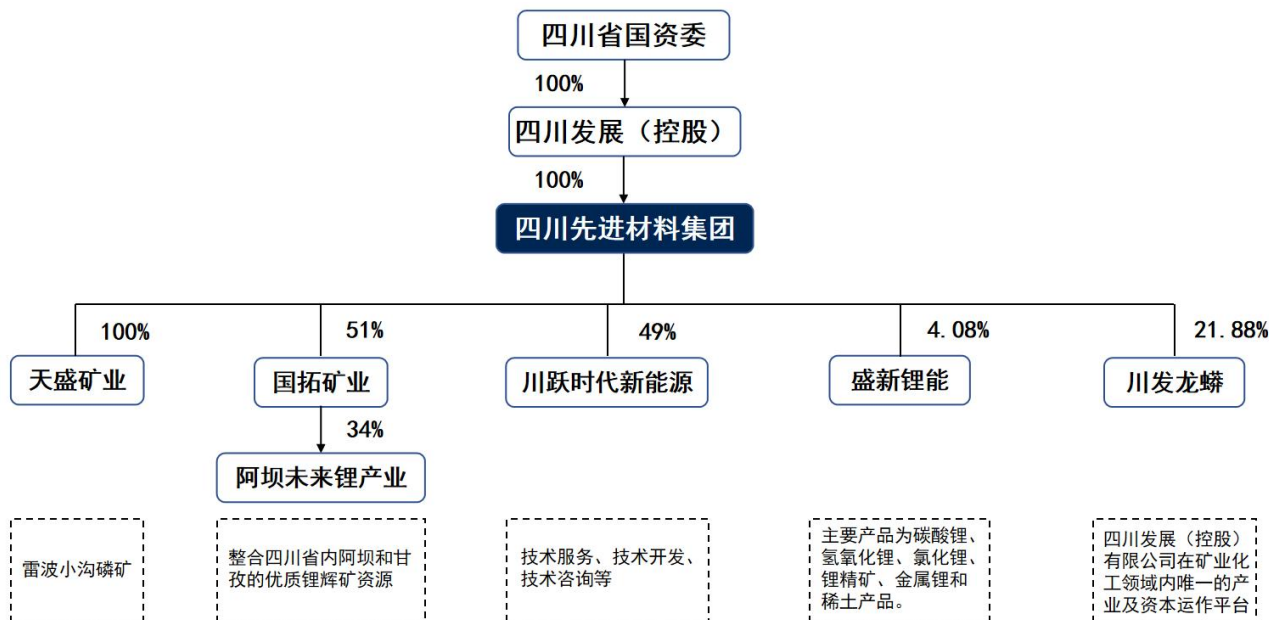 四川省国资委
100%
四川发展（控股）
100%
四川先进材料集团
100%
51%
49%
4.08%
21.88%
天盛矿业
国拓矿业
川跃时代新能源
盛新锂能
川发龙蟒
34%
阿坝未来锂产业
雷波小沟磷矿
整合四川省内阿坝和甘
孜的优质锂辉矿资源
技术服务、技术开发、
技术咨询等
主要产品为碳酸锂、
氢氧化锂、氯化锂、
锂精矿、金属锂和
稀土产品。
四川发展（控股）
有限公司在矿业化
工领域内唯一的产
业及资本运作平台